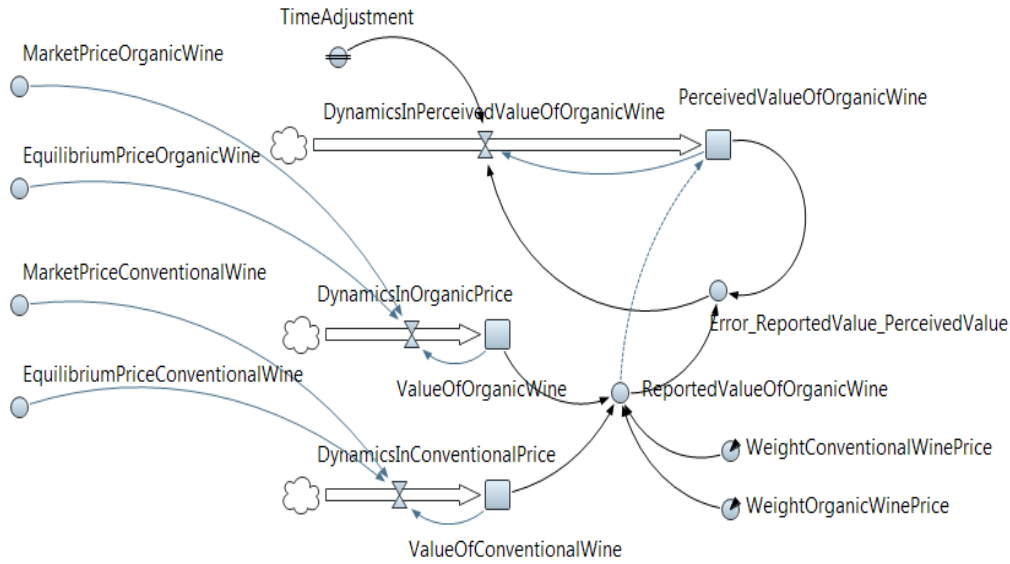 TimeAdjustment
MarketPriceOrganicWine
PerceivedValueOfOrganicWine
DynamicsInPerceivedValueOfOrganicWine
EquilibriumPriceOrganicWine
MarketPriceConventionalWine
DynamicsInOrganicPrice
Error_ReportedValue_PerceivedValue
EquilibriumPriceConventionalWine
ValueOfOrganicWine
ReportedValueOfOrganicWine
DynamicsInConventionalPrice
WeightConventionalWinePrice
WeightOrganicWinePrice
ValueOfConventionalWine